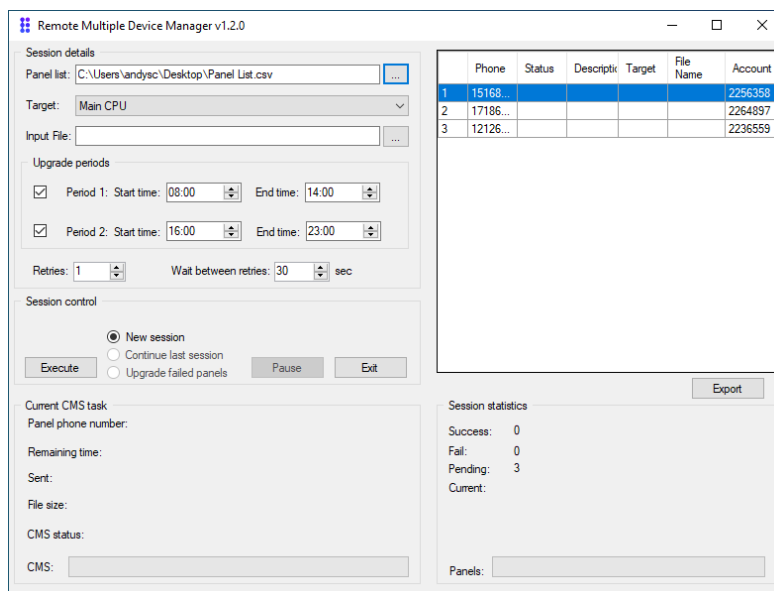 Remote Multiple Device Manager v1.2.0
Session details
Panel list: C:\Users\andysc\Desktop\Panel List.csv ...
Target: Main CPU
Input File: ...
Upgrade periods
Period 1: Start time: 08:00 End time: 14:00
Period 2: Start time: 16:00 End time: 23:00
Retries: 1 Wait between retries: 30 sec
Session control
New session
Continue last session
Upgrade failed panels
Execute Pause Exit
Current CMS task
Panel phone number:
Remaining time:
Sent:
File size:
CMS status:
CMS:
Phone Status Descriptic Target File Name Account
1 15168... 2256358
2 17186... 2264897
3 12126... 2236559
Export
Session statistics
Success: 0
Fail: 0
Pending: 3
Current:
Panels: